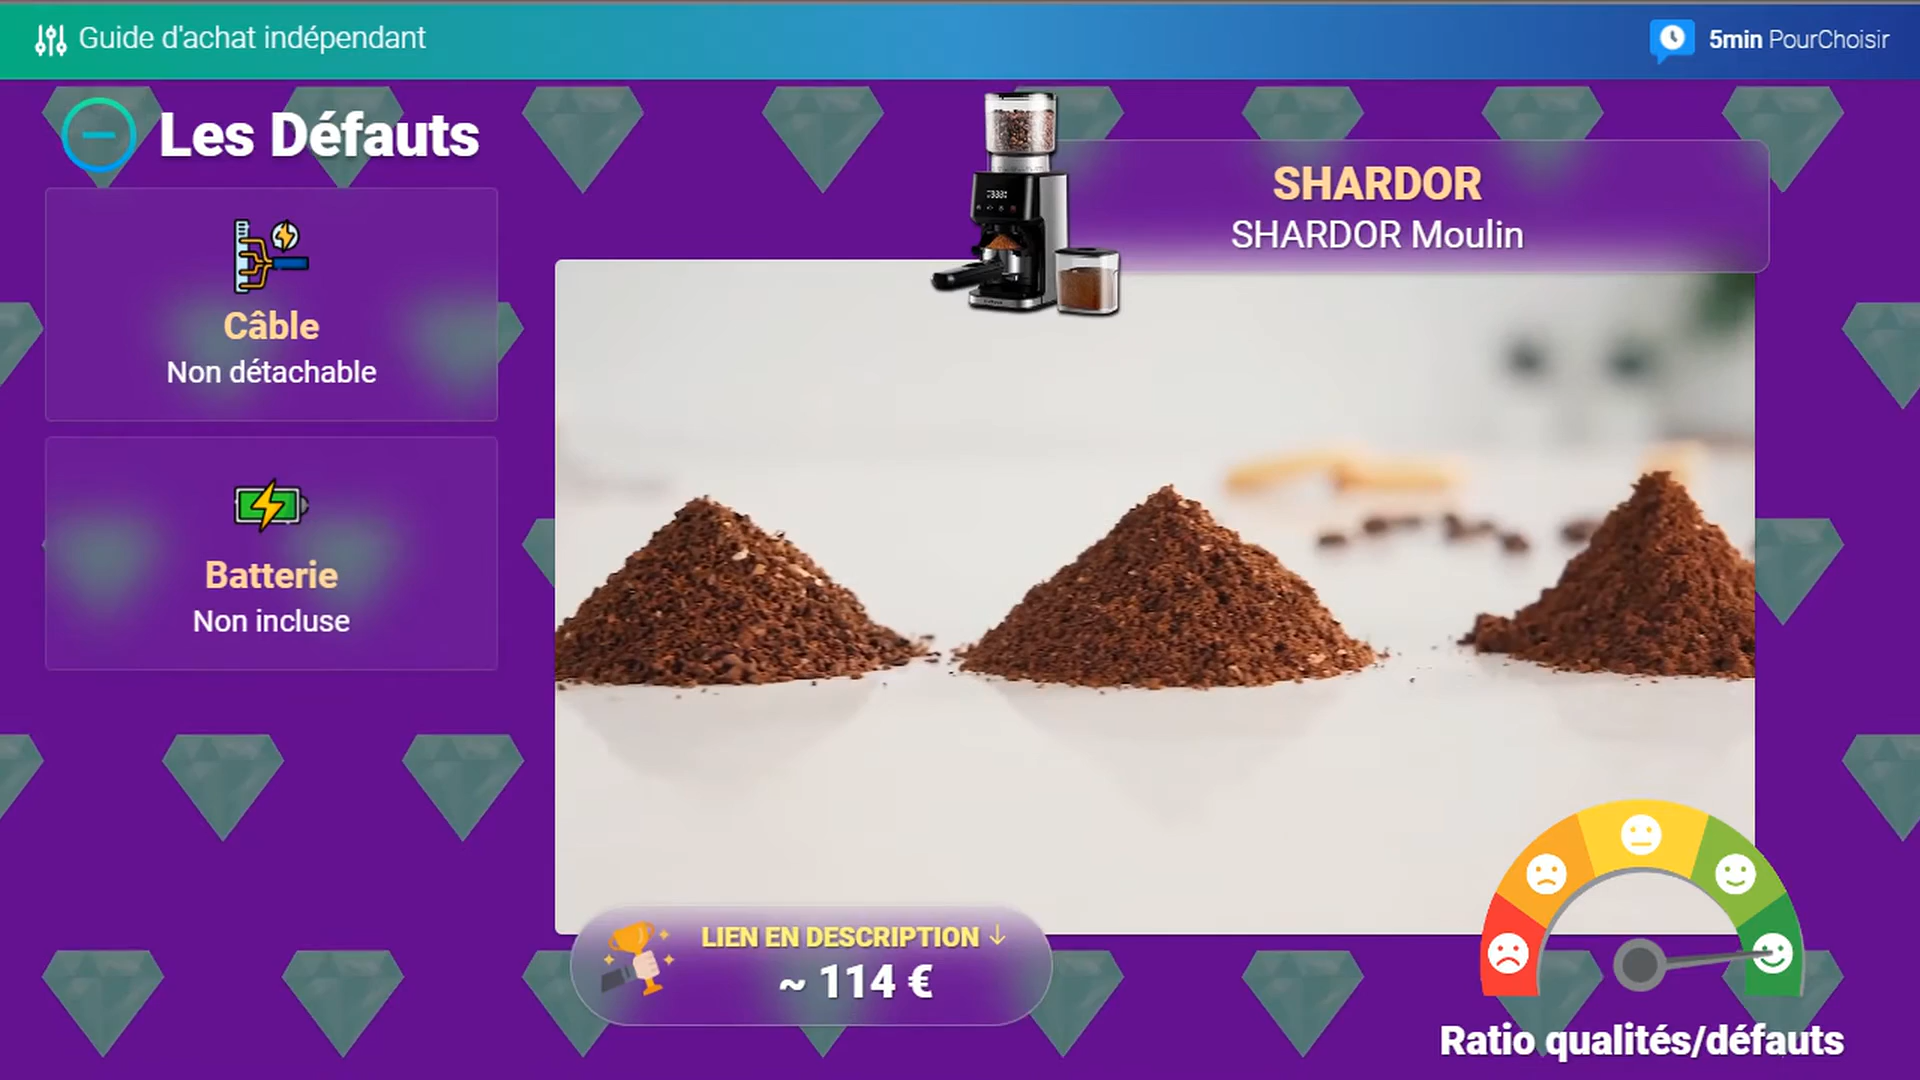 Guide d'achat indépendant
5min PourChoisir
Les Défauts
SHARDOR
SHARDOR Moulin
Câble
Non détachable
Batterie
Non incluse
LIEN EN DESCRIPTION ↓
~ 114 €
Ratio qualités/défauts